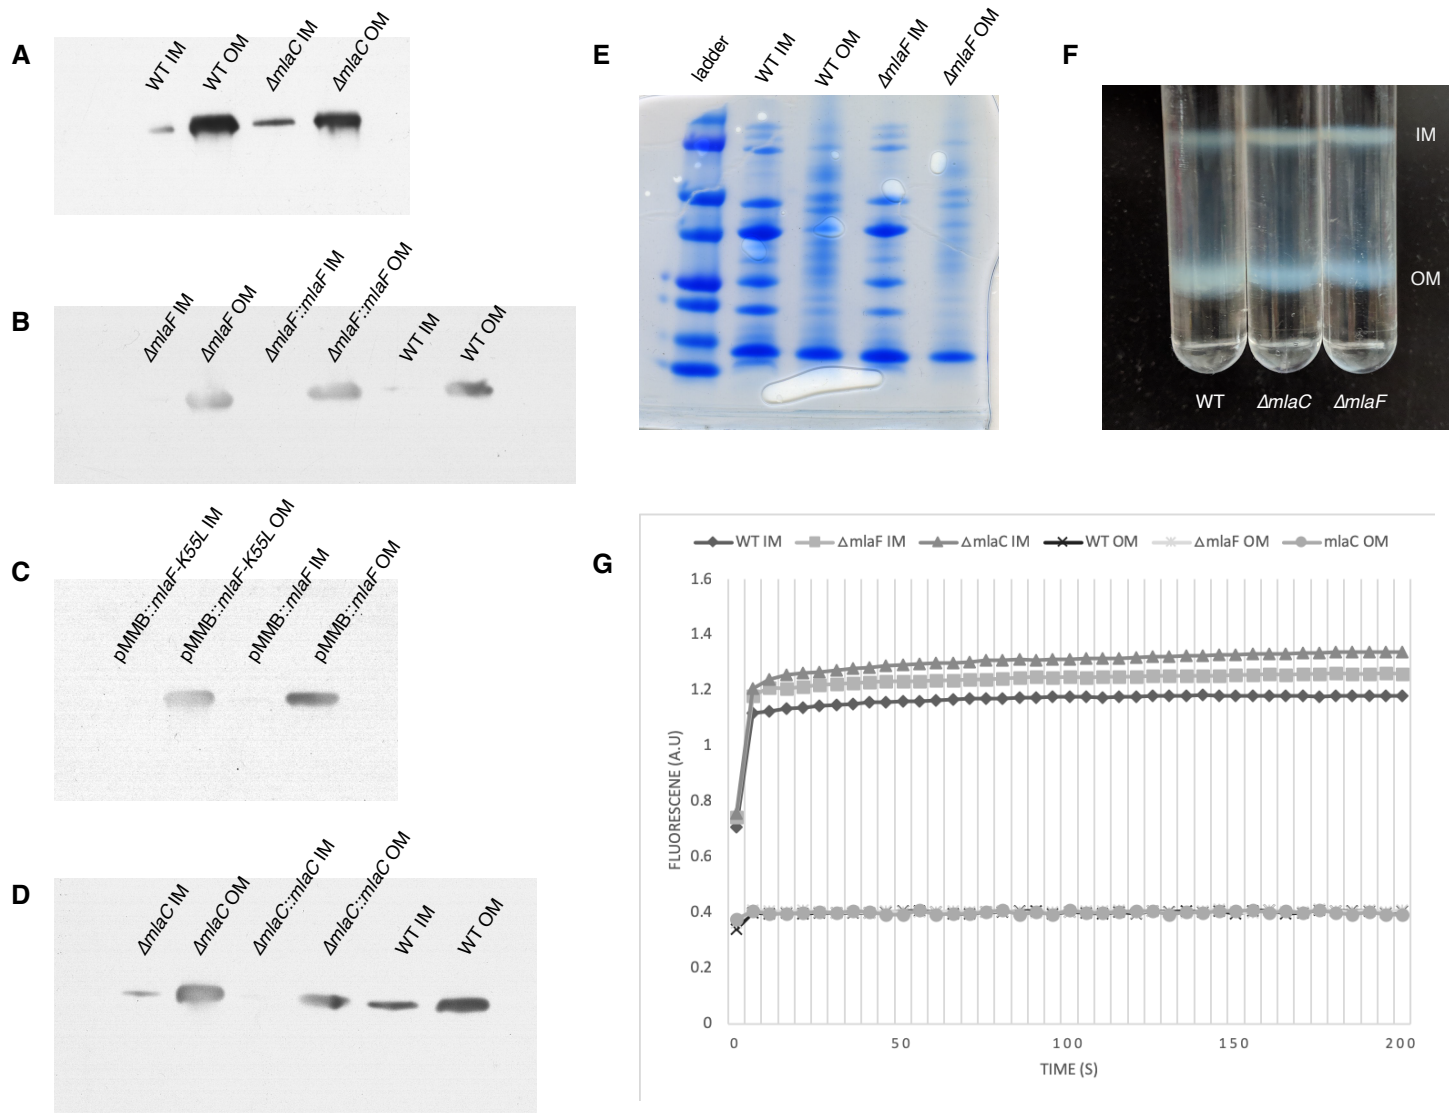 A
WT IM
WT OM
ΔmlaC IM
ΔmlaC OM
B
ΔmlaF IM
ΔmlaF OM
ΔmlaF::mlaF IM
ΔmlaF::mlaF OM
WT IM
WT OM
C
pMMB::mlaF-K55L IM
pMMB::mlaF-K55L OM
pMMB::mlaF IM
pMMB::mlaF OM
D
ΔmlaC IM
ΔmlaC OM
ΔmlaC::mlaC IM
ΔmlaC::mlaC OM
WT IM
WT OM
E
ladder
WT IM
WT OM
ΔmlaF IM
ΔmlaF OM
F
IM
OM
WT ΔmlaC ΔmlaF
G
WT IM ΔmlaF IM ΔmlaC IM WT OM ΔmlaF OM mlaC OM
1.6
1.4
1.2
1
0.8
0.6
0.4
0.2
0
FLUORESCENE (A.U)
0 50 100 150 200
TIME (S)